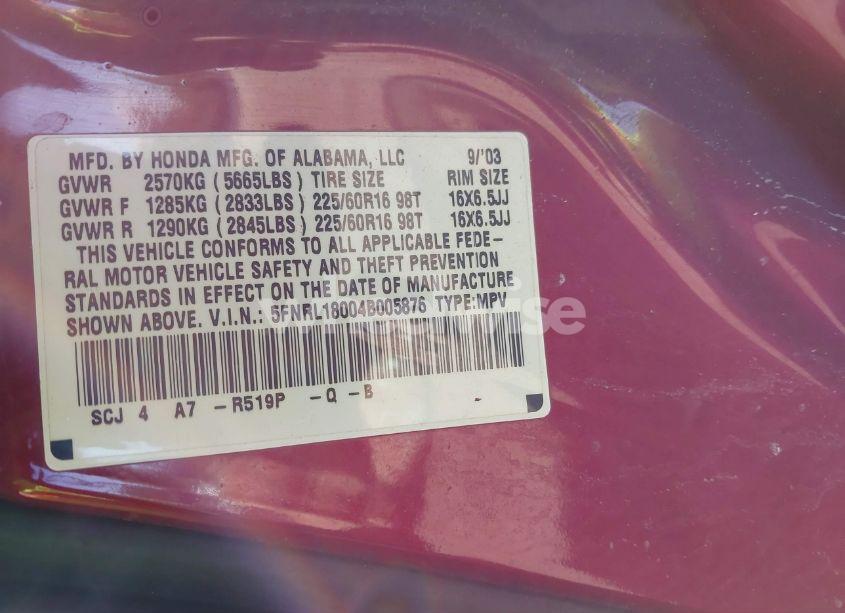 MFD. BY HONDA MFG. OF ALABAMA, LLC 9/'03
GVWR 2570KG (5665LBS) TIRE SIZE RIM SIZE
GVWR F 1285KG (2833LBS) 225/60R16 98T 16X6.5JJ
GVWR R 1290KG (2845LBS) 225/60R16 98T 16X6.5JJ
THIS VEHICLE CONFORMS TO ALL APPLICABLE FEDE-
RAL MOTOR VEHICLE SAFETY AND THEFT PREVENTION
STANDARDS IN EFFECT ON THE DATE OF MANUFACTURE
SHOWN ABOVE. V.I.N.: 5FNRL18004B005876 TYPE:MPV
SCJ 4 A7 -R519P -Q -B -